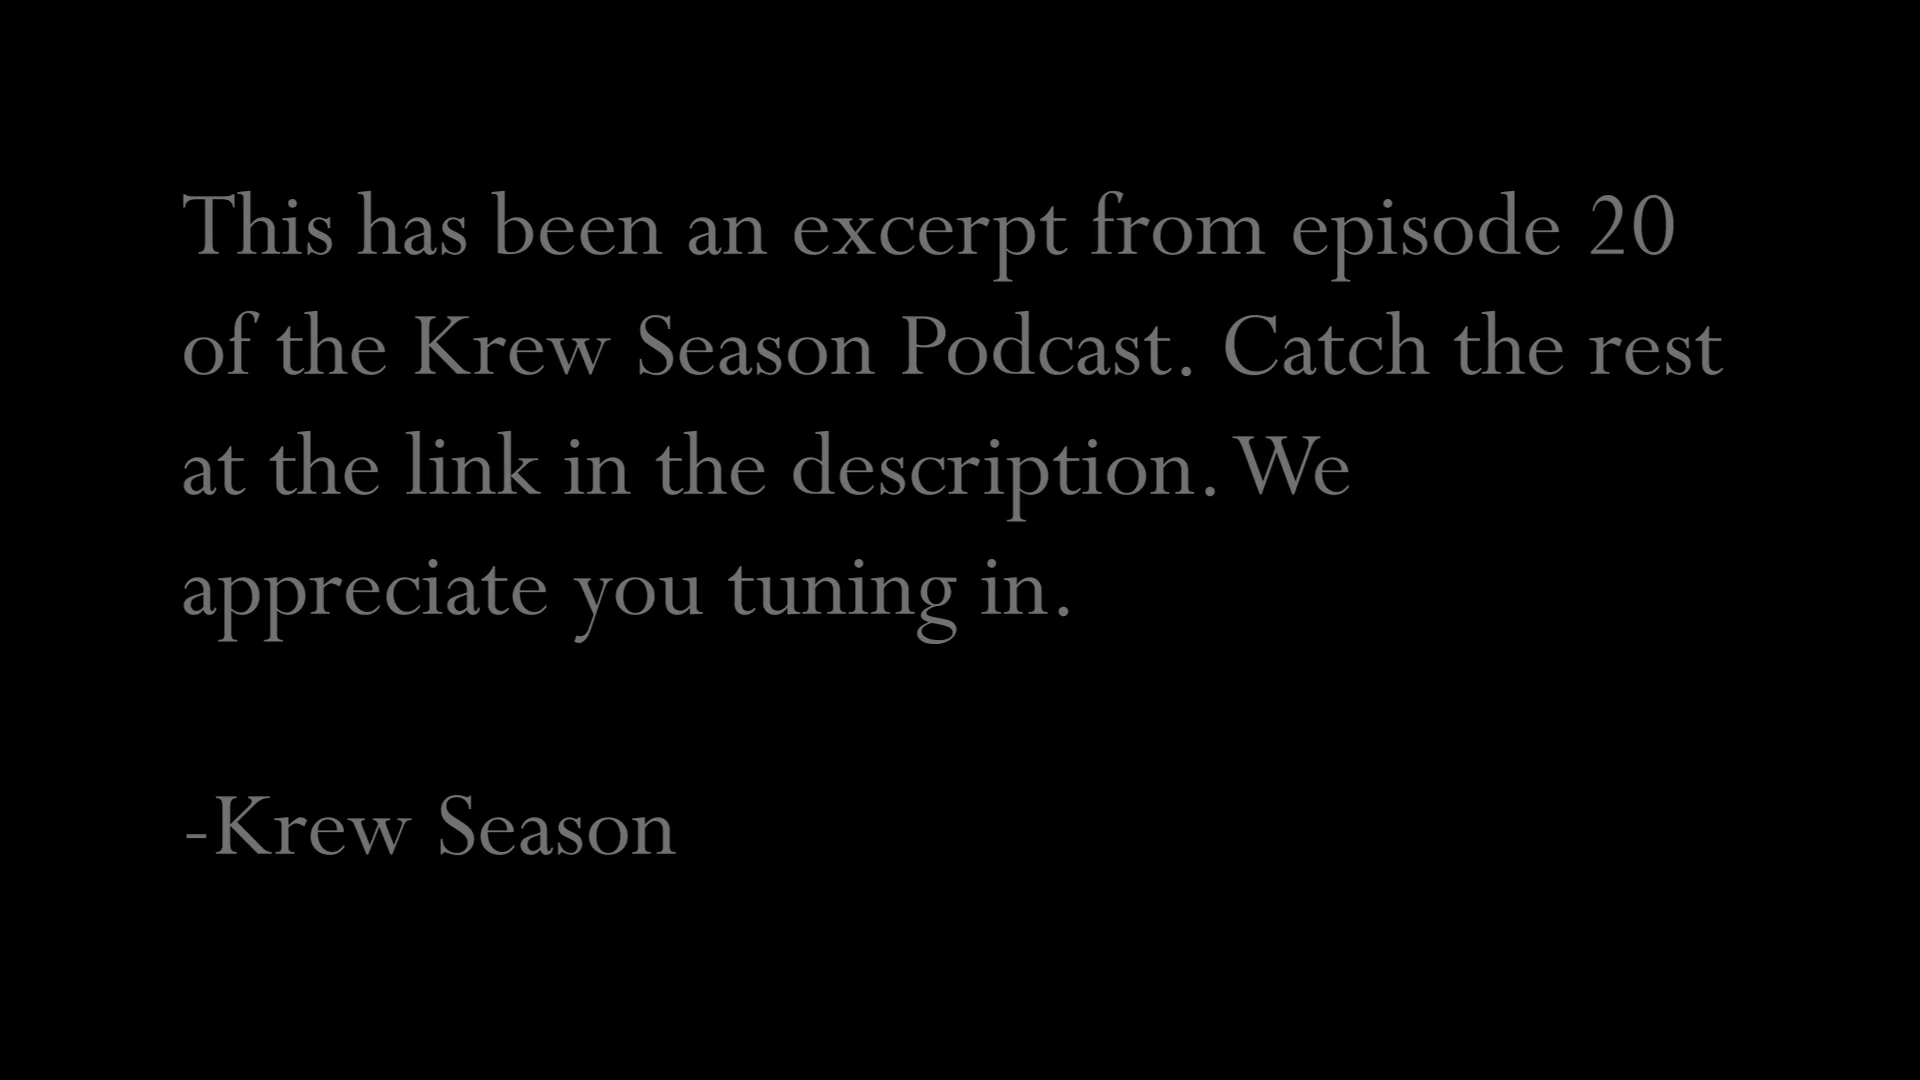 This has been an excerpt from episode 20
of the Krew Season Podcast. Catch the rest
at the link in the description. We
appreciate you tuning in.
-Krew Season